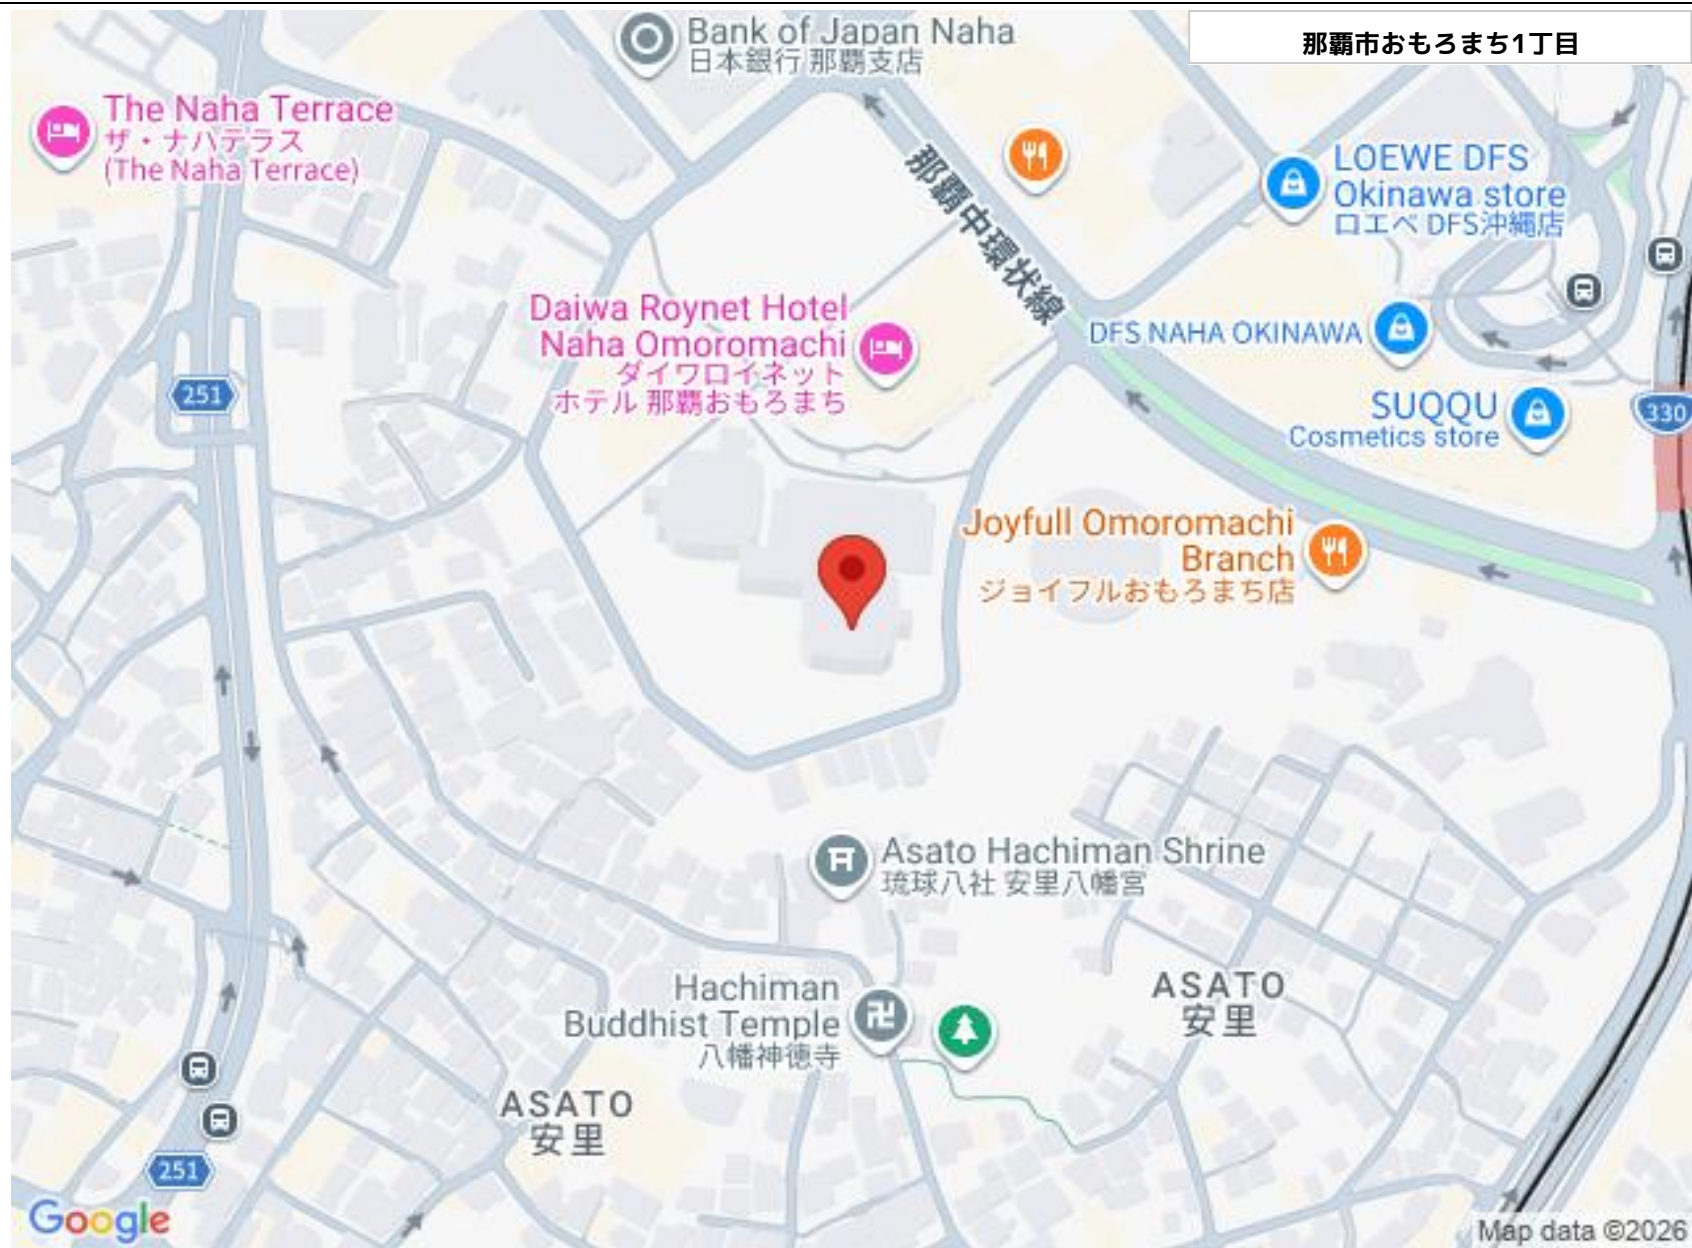 Bank of Japan Naha
日本銀行 那覇支店
那覇市おもろまち1丁目
The Naha Terrace
ザ・ナハテラス
(The Naha Terrace)
那覇中環状線
LOEWE DFS
Okinawa store
ロエベ DFS沖縄店
Daiwa Roynet Hotel
Naha Omoromachi
ダイワロイネット
ホテル 那覇おもろまち
DFS NAHA OKINAWA
251
SUQQU
Cosmetics store
330
Joyfull Omoromachi
Branch
ジョイフルおもろまち店
Asato Hachiman Shrine
琉球八社 安里八幡宮
Hachiman
Buddhist Temple
八幡神徳寺
ASATO
安里
ASATO
安里
251
Google
Map data ©2026